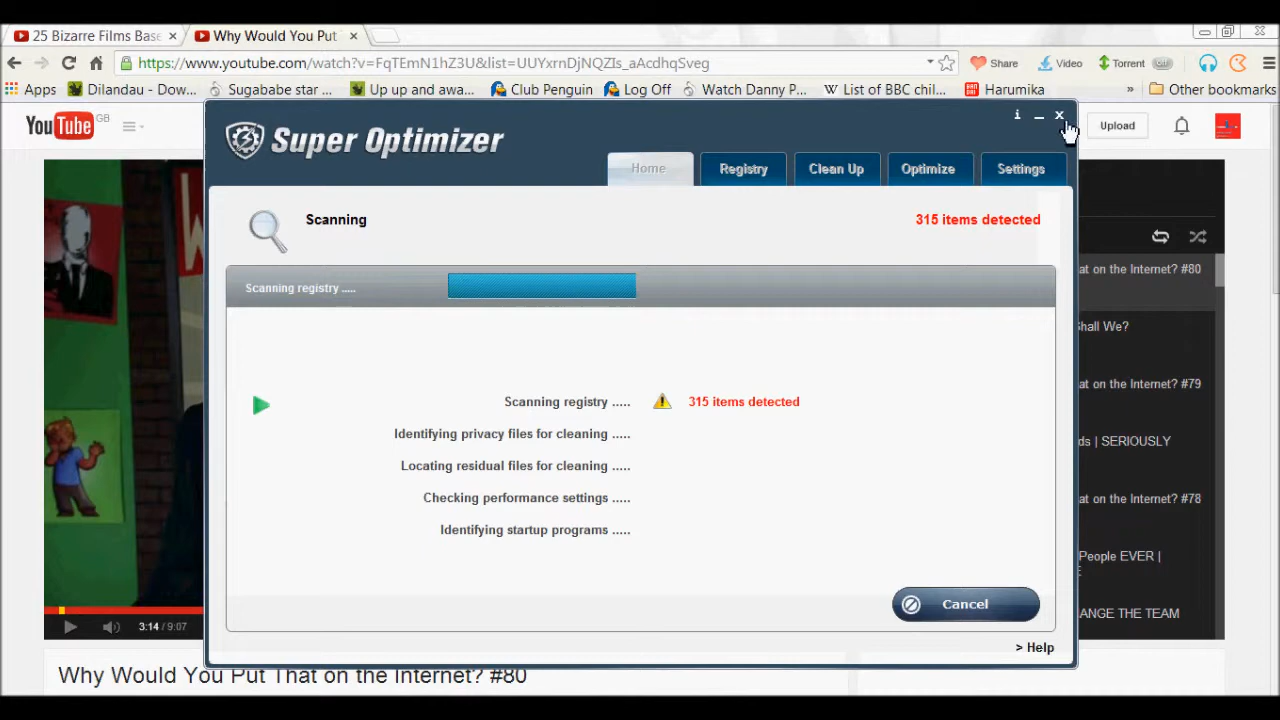 25 Bizarre Films Base
Why Would You Put
https://www.youtube.com/watch?v=FqTEmN1hZ3U&list=UUYxrnDjNQZIs_aAcdhqSveg
Share
Video
Torrent
Apps
Dilandau - Dow...
Sugababe star ...
Up up and awa...
Club Penguin
Log Off
Watch Danny P...
List of BBC chil...
Harumika
»
Other bookmarks
YouTube GB
Upload
Super Optimizer
Home
Registry
Clean Up
Optimize
Settings
Scanning
315 items detected
Scanning registry .....
Scanning registry ..... 315 items detected
Identifying privacy files for cleaning .....
Locating residual files for cleaning .....
Checking performance settings .....
Identifying startup programs .....
Cancel
> Help
at on the Internet? #80
Shall We?
at on the Internet? #79
ds | SERIOUSLY
at on the Internet? #78
People EVER |
ANGE THE TEAM
3:14 / 9:07
Why Would You Put That on the Internet? #80